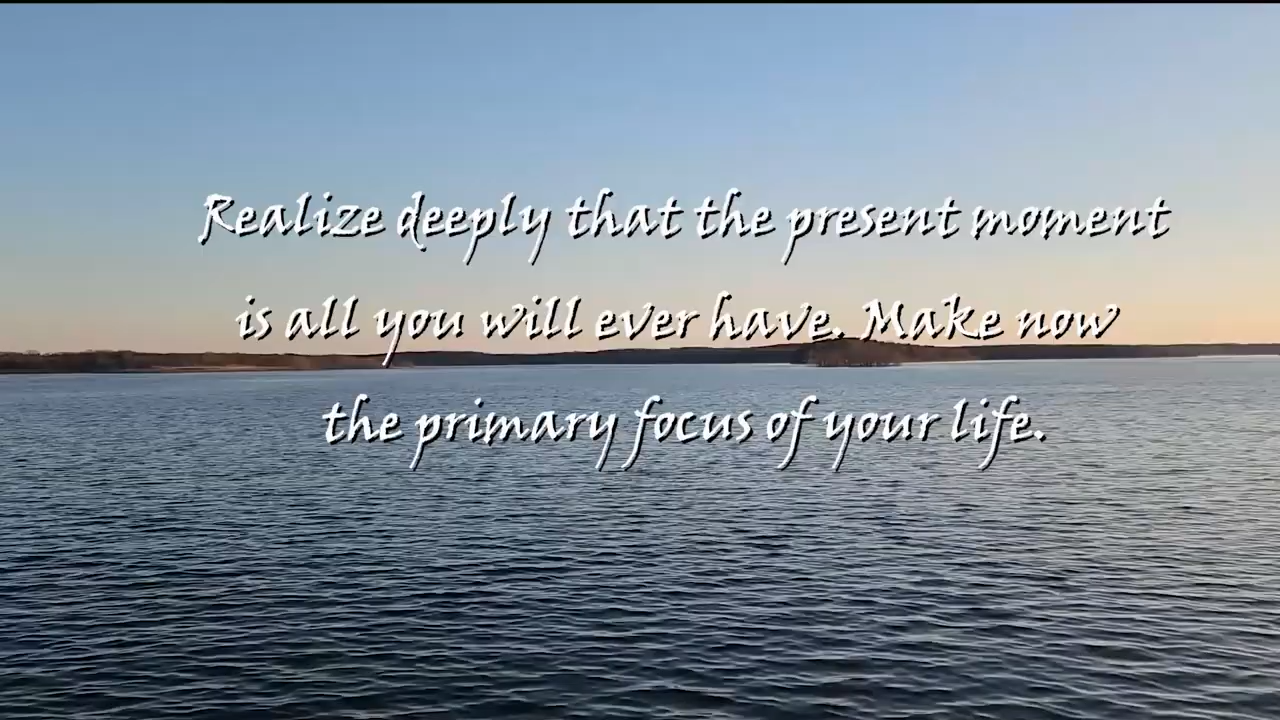 Realize deeply that the present moment
is all you will ever have. Make now
the primary focus of your life.